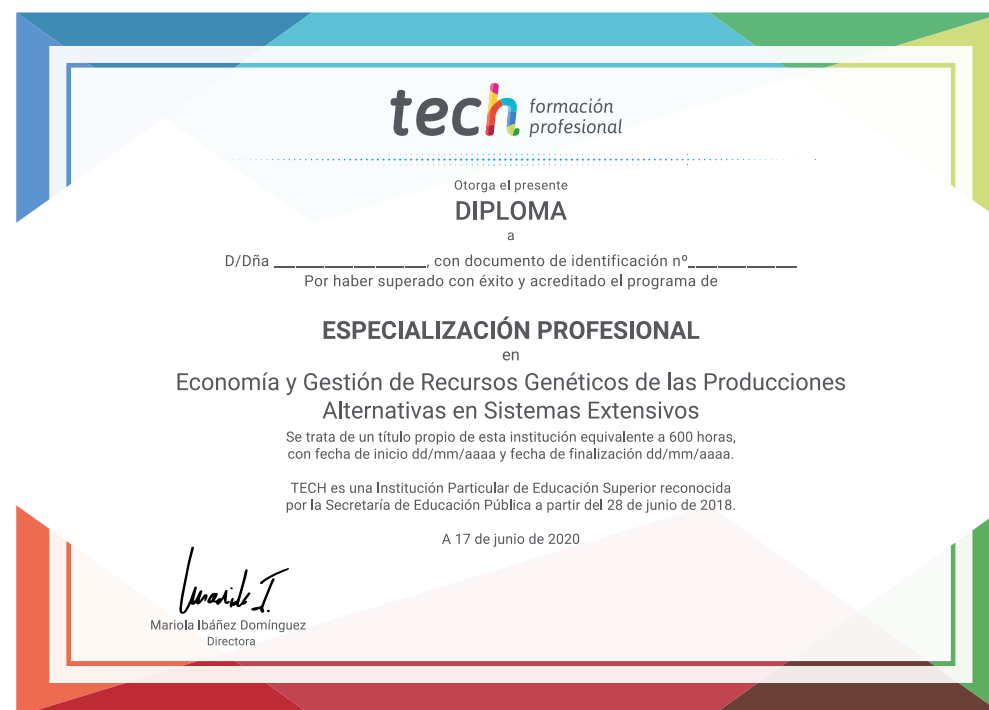 tech formación
profesional
Otorga el presente
DIPLOMA
a
D/Dña ______________, con documento de identificación nº__________
Por haber superado con éxito y acreditado el programa de
ESPECIALIZACIÓN PROFESIONAL
en
Economía y Gestión de Recursos Genéticos de las Producciones
Alternativas en Sistemas Extensivos
Se trata de un título propio de esta institución equivalente a 600 horas,
con fecha de inicio dd/mm/aaaa y fecha de finalización dd/mm/aaaa.
TECH es una Institución Particular de Educación Superior reconocida
por la Secretaría de Educación Pública a partir del 28 de junio de 2018.
A 17 de junio de 2020
Mariola Ibáñez Domínguez
Directora